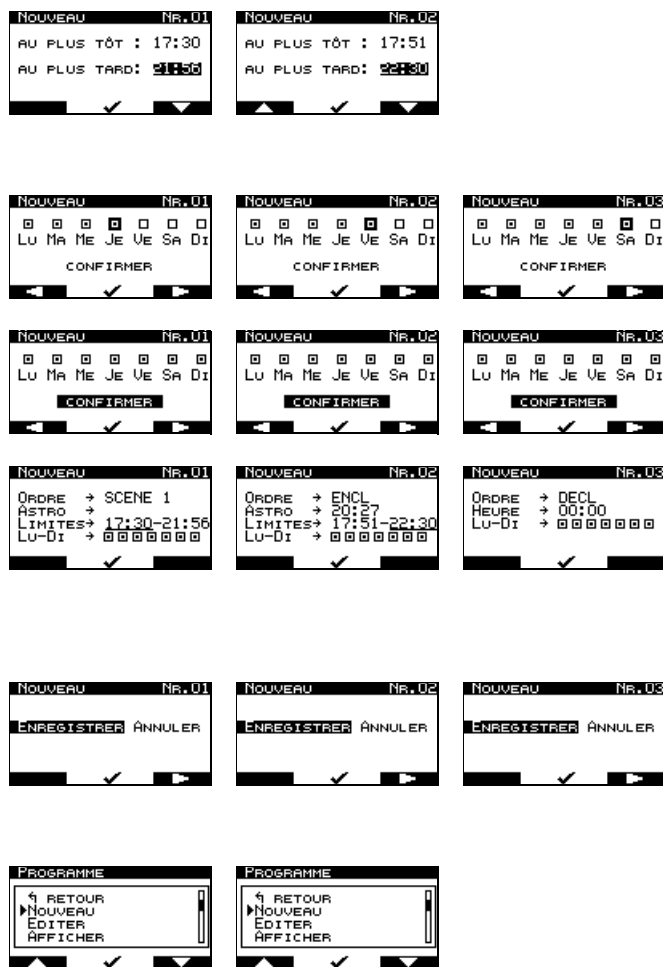 NOUVEAU NR.01
AU PLUS TÔT : 17:30
AU PLUS TARD: 21:56
NOUVEAU NR.02
AU PLUS TÔT : 17:51
AU PLUS TARD: 22:30
NOUVEAU NR.01
LU MA ME JE VE SA DI
CONFIRMER
NOUVEAU NR.02
LU MA ME JE VE SA DI
CONFIRMER
NOUVEAU NR.03
LU MA ME JE VE SA DI
CONFIRMER
NOUVEAU NR.01
LU MA ME JE VE SA DI
CONFIRMER
NOUVEAU NR.02
LU MA ME JE VE SA DI
CONFIRMER
NOUVEAU NR.03
LU MA ME JE VE SA DI
CONFIRMER
NOUVEAU NR.01
ORDRE → SCENE 1
ASTRO →
LIMITES→ 17:30-21:56
LU-DI →
NOUVEAU NR.02
ORDRE → ENCL
ASTRO → 20:27
LIMITES→ 17:51-22:30
LU-DI →
NOUVEAU NR.03
ORDRE → DECL
HEURE → 00:00
LU-DI →
NOUVEAU NR.01
ENREGISTRER ANNULER
NOUVEAU NR.02
ENREGISTRER ANNULER
NOUVEAU NR.03
ENREGISTRER ANNULER
PROGRAMME
RETOUR
NOUVEAU
EDITER
AFFICHER
PROGRAMME
RETOUR
NOUVEAU
EDITER
AFFICHER